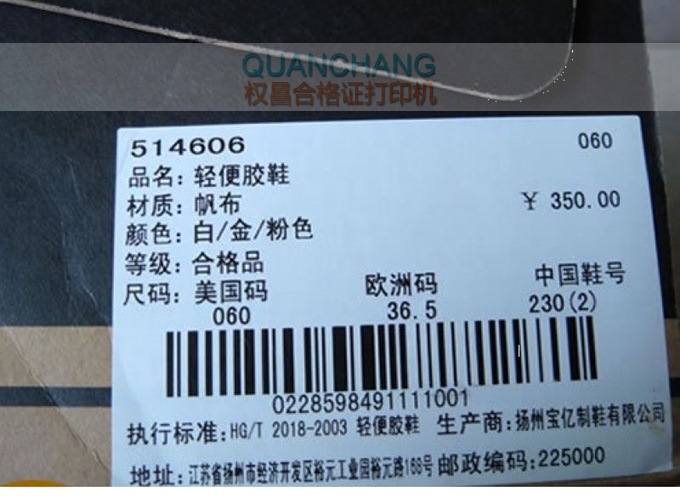 QUANCHANG
权昌合格证打印机
514606 060
品名: 轻便胶鞋
材质: 帆布 ¥ 350.00
颜色: 白/金/粉色
等级: 合格品
尺码: 美国码 欧洲码 中国鞋号
060 36.5 230(2)
0228598491111001
执行标准: HG/T 2018-2003 轻便胶鞋 生产商: 扬州宝亿制鞋有限公司
地址: 江苏省扬州市经济开发区裕元工业园裕元路168号 邮政编码: 225000